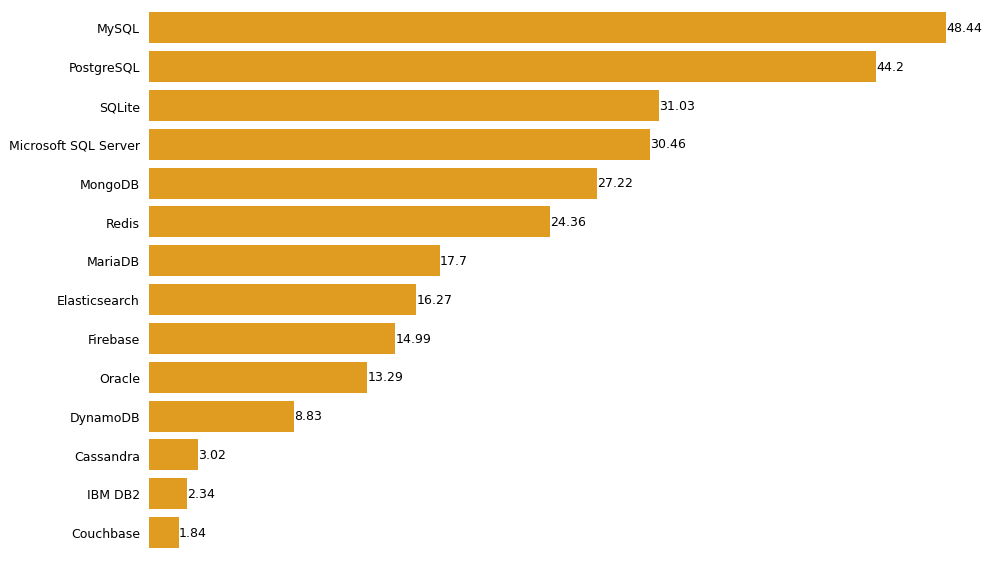 MySQL 48.44
PostgreSQL 44.2
SQLite 31.03
Microsoft SQL Server 30.46
MongoDB 27.22
Redis 24.36
MariaDB 17.7
Elasticsearch 16.27
Firebase 14.99
Oracle 13.29
DynamoDB 8.83
Cassandra 3.02
IBM DB2 2.34
Couchbase 1.84